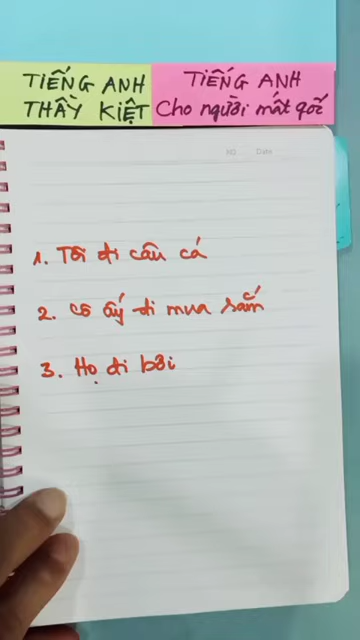 TIẾNG ANH
THẦY KIỆT
TIẾNG ANH
Cho người mất gốc
No Date
1. Tôi đi câu cá
2. Cô ấy đi mua sắm
3. Họ đi bơi